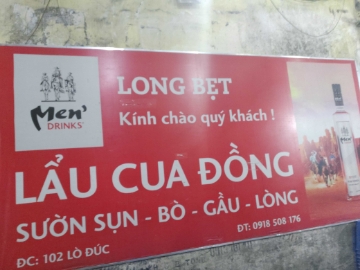 LONG BẸT
Men'
DRINKS
Kính chào quý khách !
LẨU CUA ĐỒNG
SƯỜN SỤN - BÒ - GẦU - LÒNG
ĐC: 102 LÒ ĐÚC
ĐT: 0918 508 176